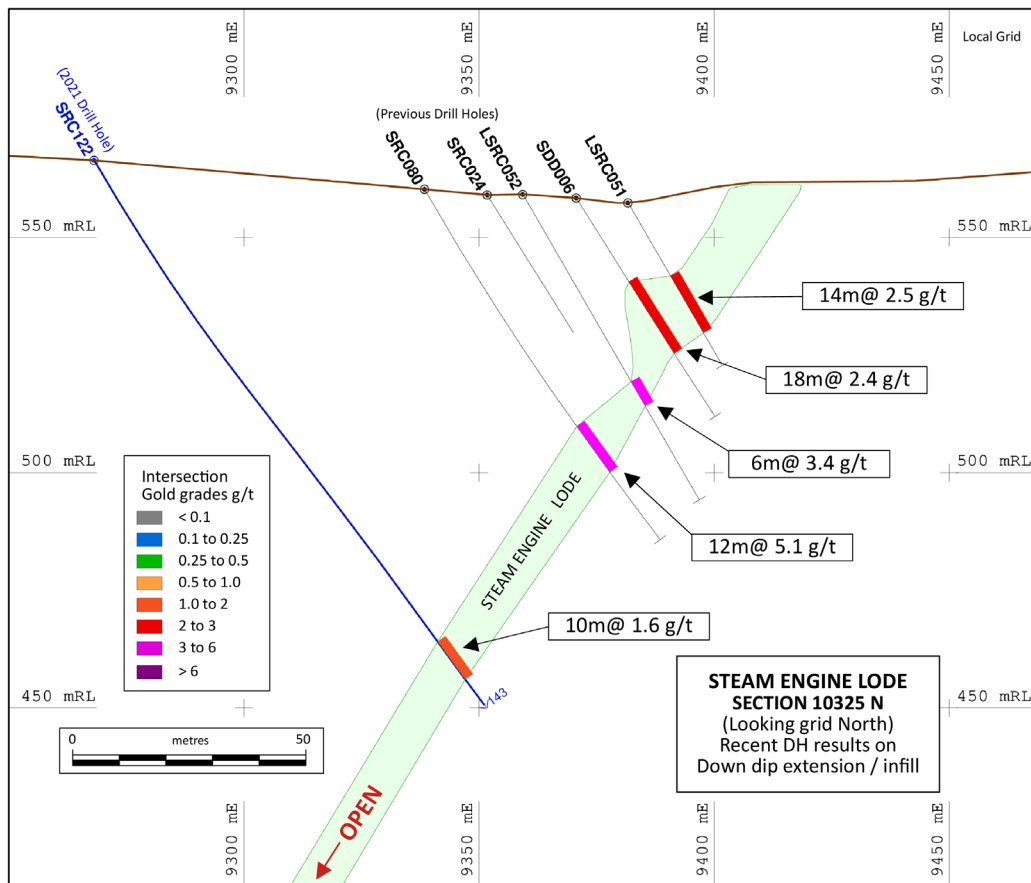 9300 mE
9350 mE
9400 mE
9450 mE
Local Grid
(2021 Drill Hole)
SRC122
(Previous Drill Holes)
SRC080
SRC024
LSRC052
SDD006
LSRC051
550 mRL
550 mRL
14m@ 2.5 g/t
18m@ 2.4 g/t
6m@ 3.4 g/t
12m@ 5.1 g/t
10m@ 1.6 g/t
500 mRL
500 mRL
Intersection
Gold grades g/t
< 0.1
0.1 to 0.25
0.25 to 0.5
0.5 to 1.0
1.0 to 2
2 to 3
3 to 6
> 6
STEAM ENGINE LODE
143
450 mRL
450 mRL
0 metres 50
STEAM ENGINE LODE
SECTION 10325 N
(Looking grid North)
Recent DH results on
Down dip extension / infill
OPEN
9300 mE
9350 mE
9400 mE
9450 mE